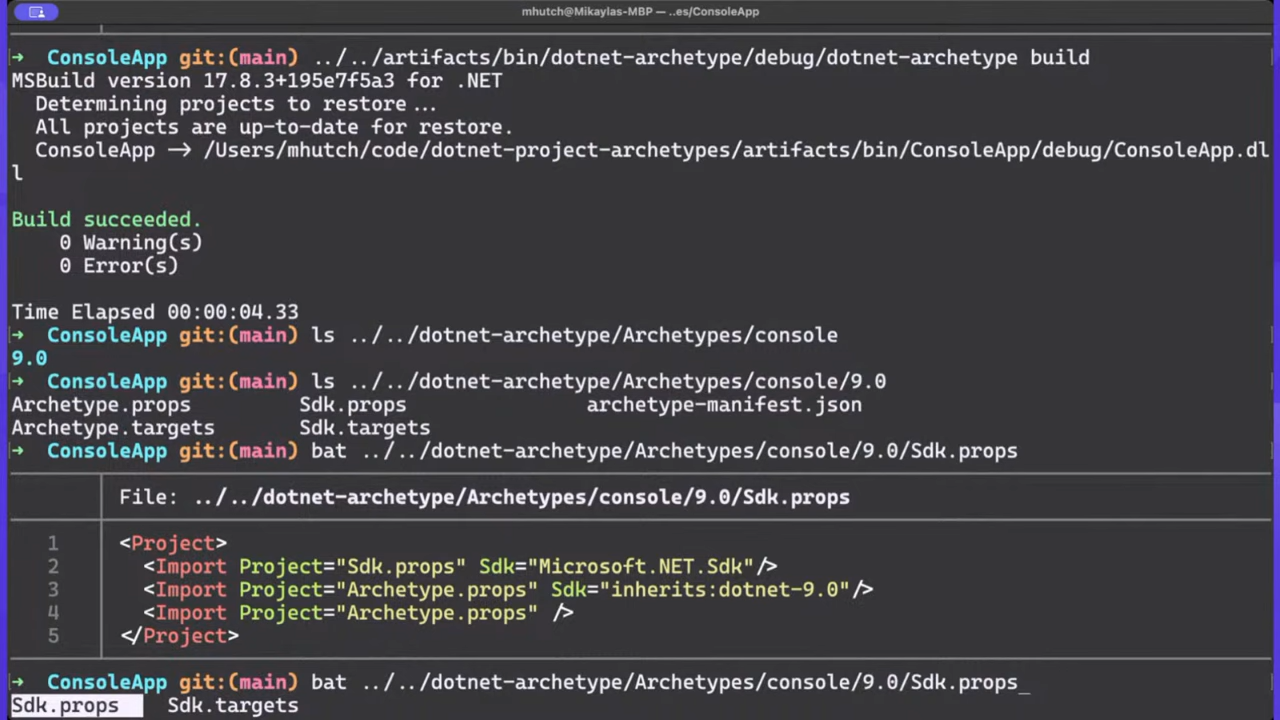 mhutch@Mikaylas-MBP — ..es/ConsoleApp
→ ConsoleApp git:(main) ../../artifacts/bin/dotnet-archetype/debug/dotnet-archetype build
MSBuild version 17.8.3+195e7f5a3 for .NET
Determining projects to restore...
All projects are up-to-date for restore.
ConsoleApp -> /Users/mhutch/code/dotnet-project-archetypes/artifacts/bin/ConsoleApp/debug/ConsoleApp.dl
l
Build succeeded.
0 Warning(s)
0 Error(s)
Time Elapsed 00:00:04.33
→ ConsoleApp git:(main) ls ../../dotnet-archetype/Archetypes/console
9.0
→ ConsoleApp git:(main) ls ../../dotnet-archetype/Archetypes/console/9.0
Archetype.props Sdk.props archetype-manifest.json
Archetype.targets Sdk.targets
→ ConsoleApp git:(main) bat ../../dotnet-archetype/Archetypes/console/9.0/Sdk.props
File: ../../dotnet-archetype/Archetypes/console/9.0/Sdk.props
1 <Project>
2 <Import Project="Sdk.props" Sdk="Microsoft.NET.Sdk"/>
3 <Import Project="Archetype.props" Sdk="inherits:dotnet-9.0"/>
4 <Import Project="Archetype.props" />
5 </Project>
→ ConsoleApp git:(main) bat ../../dotnet-archetype/Archetypes/console/9.0/Sdk.props_
Sdk.props Sdk.targets